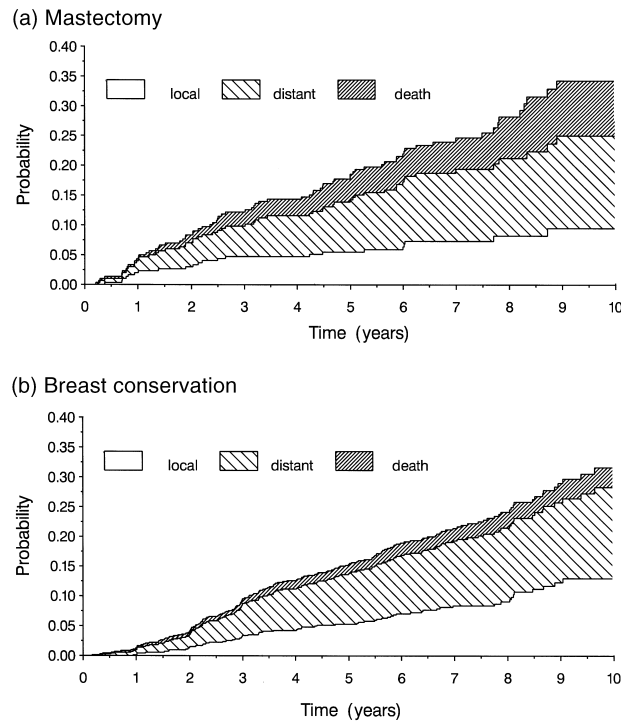 (a) Mastectomy
0.40
0.35
0.30
0.25
0.20
0.15
0.10
0.05
0.00
Probability
local distant death
0 1 2 3 4 5 6 7 8 9 10
Time (years)
(b) Breast conservation
0.40
0.35
0.30
0.25
0.20
0.15
0.10
0.05
0.00
Probability
local distant death
0 1 2 3 4 5 6 7 8 9 10
Time (years)